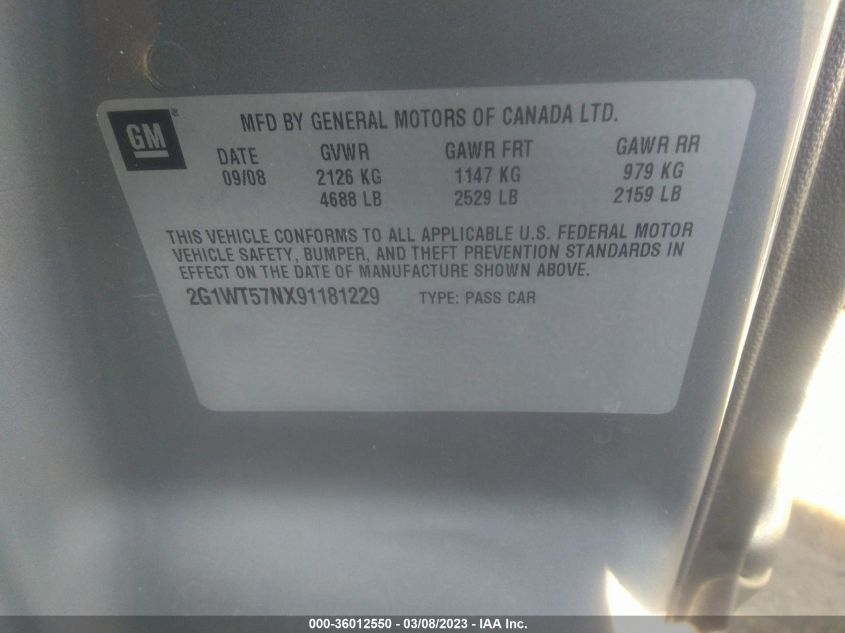 GM
MFD BY GENERAL MOTORS OF CANADA LTD.
DATE GVWR GAWR FRT GAWR RR
09/08 2126 KG 1147 KG 979 KG
4688 LB 2529 LB 2159 LB
THIS VEHICLE CONFORMS TO ALL APPLICABLE U.S. FEDERAL MOTOR
VEHICLE SAFETY, BUMPER, AND THEFT PREVENTION STANDARDS IN
EFFECT ON THE DATE OF MANUFACTURE SHOWN ABOVE.
2G1WT57NX91181229 TYPE: PASS CAR
000-36012550 - 03/08/2023 - IAA Inc.